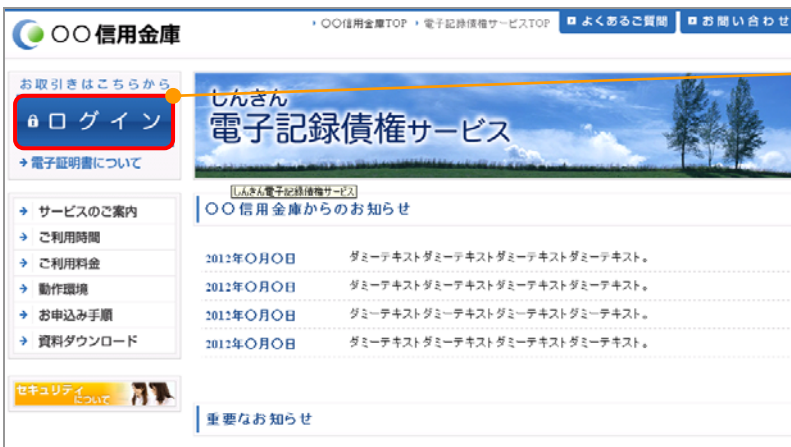 〇〇信用金庫
〇〇信用金庫TOP
電子記録債権サービスTOP
よくあるご質問
お問い合わせ
お取引きはこちらから
ログイン
電子証明書について
しんきん
電子記録債権サービス
しんきん電子記録債権サービス
サービスのご案内
ご利用時間
ご利用料金
動作環境
お申込み手順
資料ダウンロード
セキュリティ
について
〇〇信用金庫からのお知らせ
2012年〇月〇日 ダミーテキストダミーテキストダミーテキストダミーテキスト。
2012年〇月〇日 ダミーテキストダミーテキストダミーテキストダミーテキスト。
2012年〇月〇日 ダミーテキストダミーテキストダミーテキストダミーテキスト。
2012年〇月〇日 ダミーテキストダミーテキストダミーテキストダミーテキスト。
重要なお知らせ